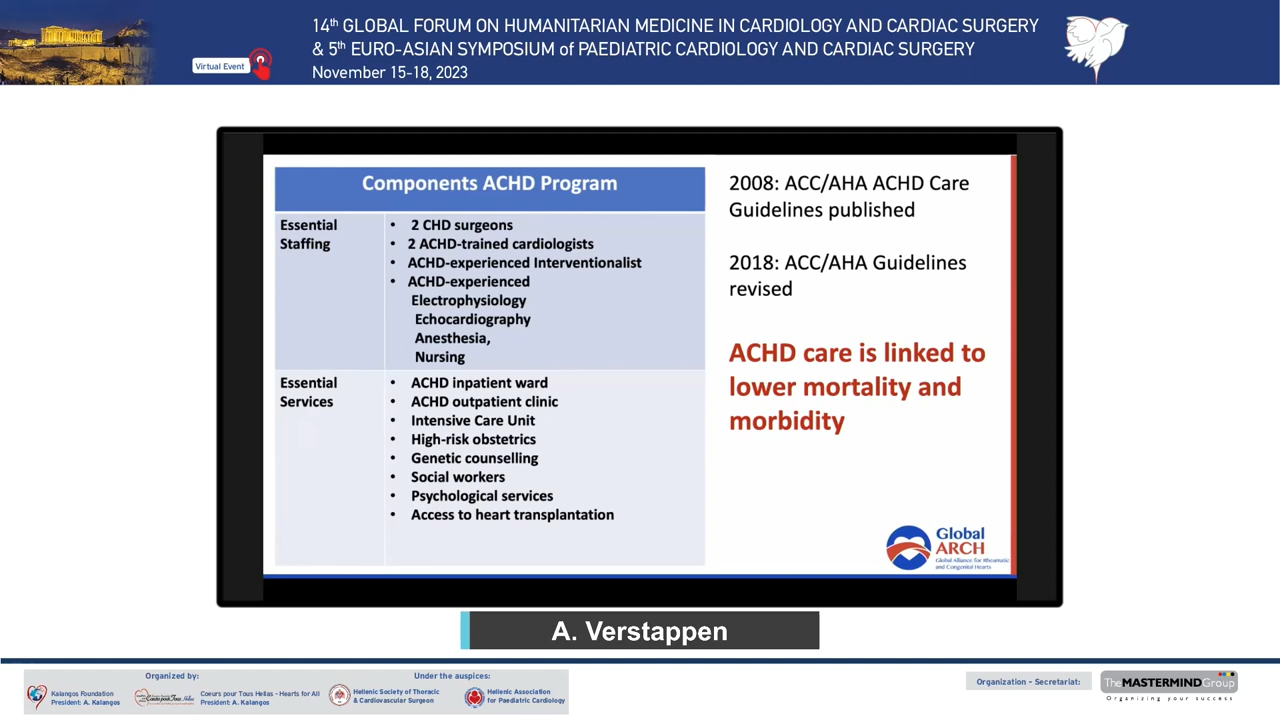 14th GLOBAL FORUM ON HUMANITARIAN MEDICINE IN CARDIOLOGY AND CARDIAC SURGERY
& 5th EURO-ASIAN SYMPOSIUM of PAEDIATRIC CARDIOLOGY AND CARDIAC SURGERY
Virtual Event
November 15-18, 2023
Components ACHD Program
Essential
Staffing
• 2 CHD surgeons
• 2 ACHD-trained cardiologists
• ACHD-experienced Interventionalist
• ACHD-experienced
Electrophysiology
Echocardiography
Anesthesia,
Nursing
Essential
Services
• ACHD inpatient ward
• ACHD outpatient clinic
• Intensive Care Unit
• High-risk obstetrics
• Genetic counselling
• Social workers
• Psychological services
• Access to heart transplantation
2008: ACC/AHA ACHD Care
Guidelines published
2018: ACC/AHA Guidelines
revised
ACHD care is linked to
lower mortality and
morbidity
Global
ARCH
Global Alliance for Rheumatic
and Congenital Hearts
A. Verstappen
Organized by:
Kalangos Foundation
President: A. Kalangos
Coeurs pour Tous Hellas - Hearts for All
President: A. Kalangos
Under the auspices:
Hellenic Society of Thoracic
& Cardiovascular Surgeon
Hellenic Association
for Paediatric Cardiology
Organization - Secretariat:
The MASTERMIND Group
Organizing your success